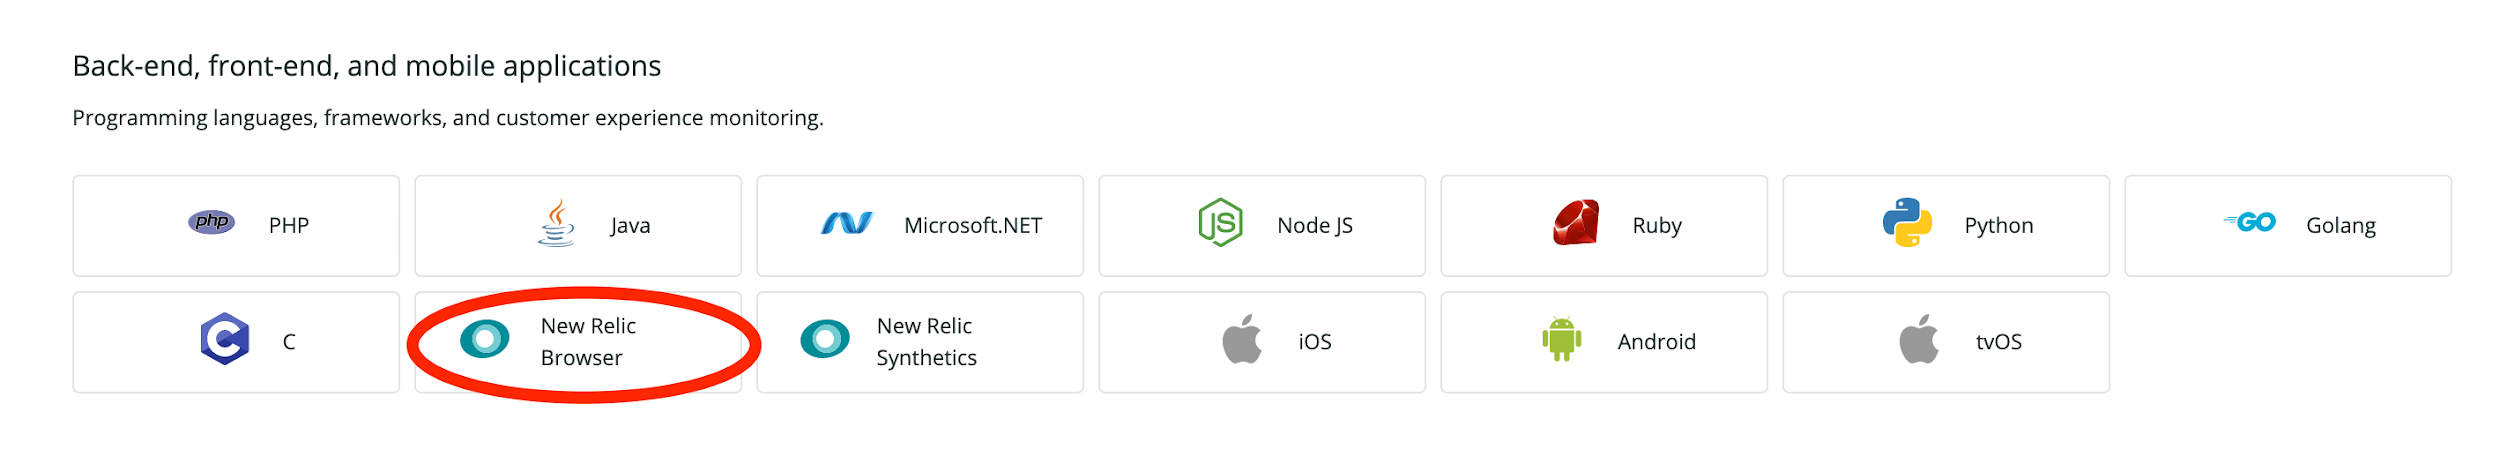 Back-end, front-end, and mobile applications
Programming languages, frameworks, and customer experience monitoring.
php PHP
Java
Microsoft.NET
JS Node JS
Ruby
Python
GO Golang
C C
New Relic
Browser
New Relic
Synthetics
iOS
Android
tvOS